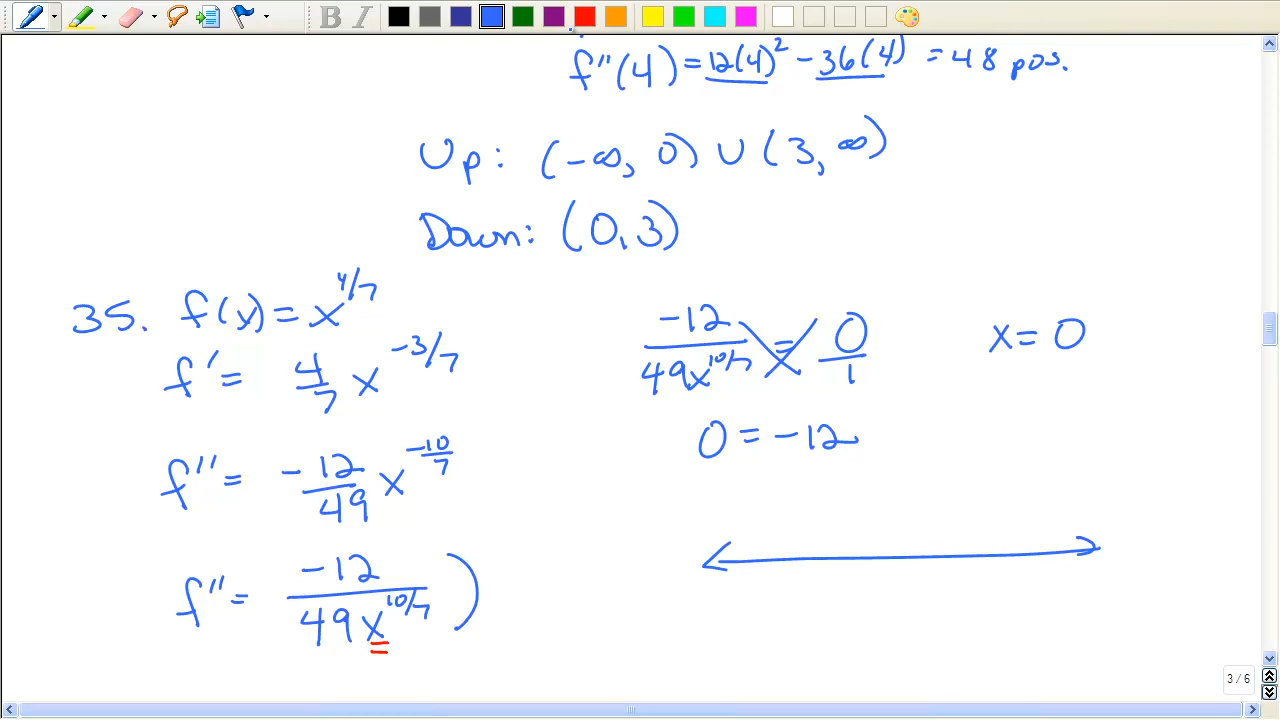 B I
f''(4) = 12(4)² − 36(4) = 48 pos.
Up: (−∞, 0) ∪ (3, ∞)
Down: (0, 3)
35. f(x) = x^{4/7}
f' = 4/7 x^{−3/7}
f'' = −12/49 x^{−10/7}
f'' = −12/49x^{10/7} )
−12/49x^{10/7} = 0/1
0 = −12
x = 0
3 / 6